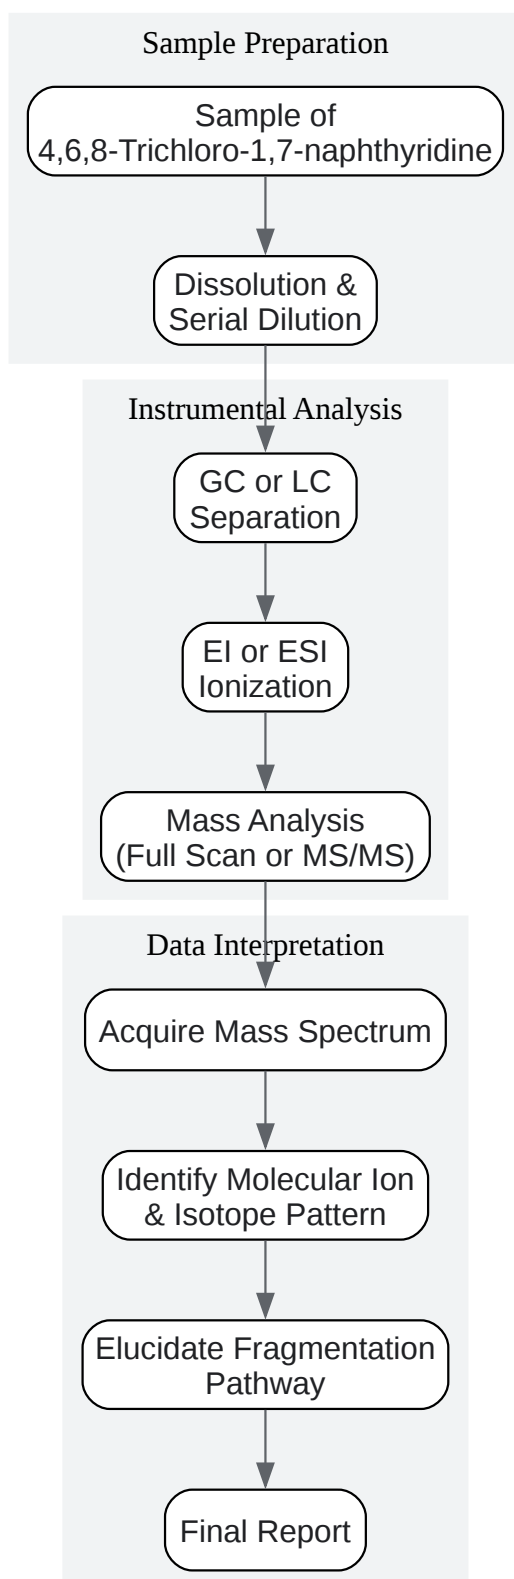 Sample Preparation
Sample of
4,6,8-Trichloro-1,7-naphthyridine
Dissolution &
Serial Dilution
Instrumental Analysis
GC or LC
Separation
EI or ESI
Ionization
Mass Analysis
(Full Scan or MS/MS)
Data Interpretation
Acquire Mass Spectrum
Identify Molecular Ion
& Isotope Pattern
Elucidate Fragmentation
Pathway
Final Report